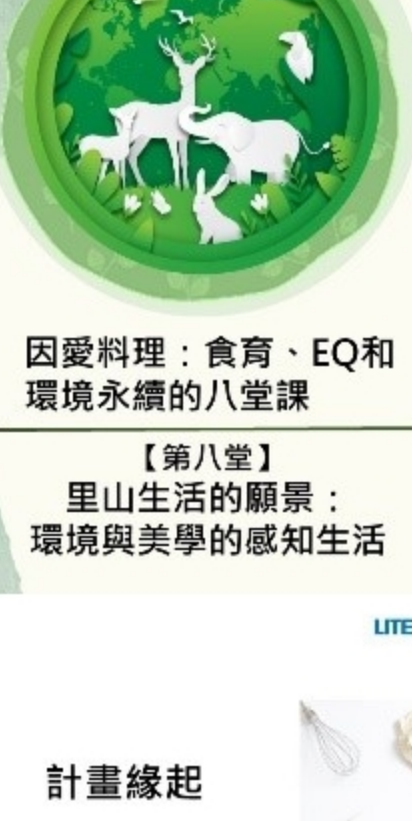 因愛料理：食育、EQ和
環境永續的八堂課
【第八堂】
里山生活的願景：
環境與美學的感知生活
LITE
計畫緣起